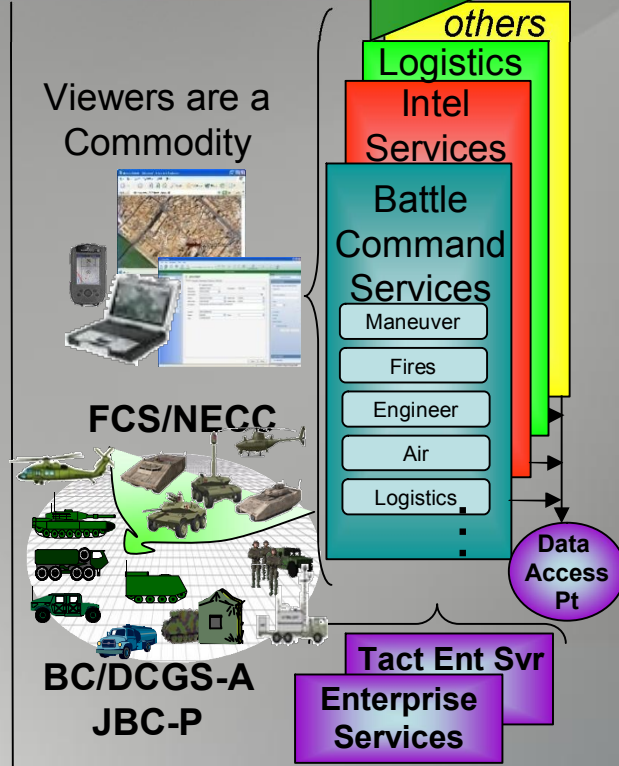 others
Logistics
Intel
Services
Viewers are a
Commodity
Battle
Command
Services
Maneuver
Fires
Engineer
Air
Logistics
FCS/NECC
Data
Access
Pt
BC/DCGS-A
JBC-P
Tact Ent Svr
Enterprise
Services